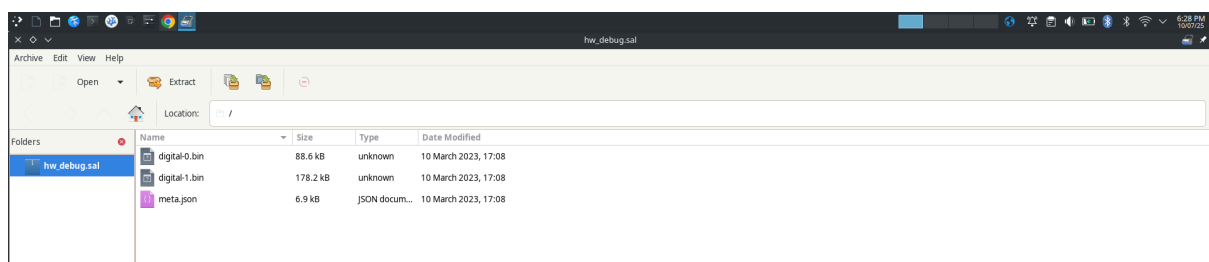 6:28 PM
10/07/25
hw_debug.sal
Archive Edit View Help
Open Extract
Location: /
Folders Name Size Type Date Modified
hw_debug.sal
digital-0.bin 88.6 kB unknown 10 March 2023, 17:08
digital-1.bin 178.2 kB unknown 10 March 2023, 17:08
meta.json 6.9 kB JSON docum... 10 March 2023, 17:08